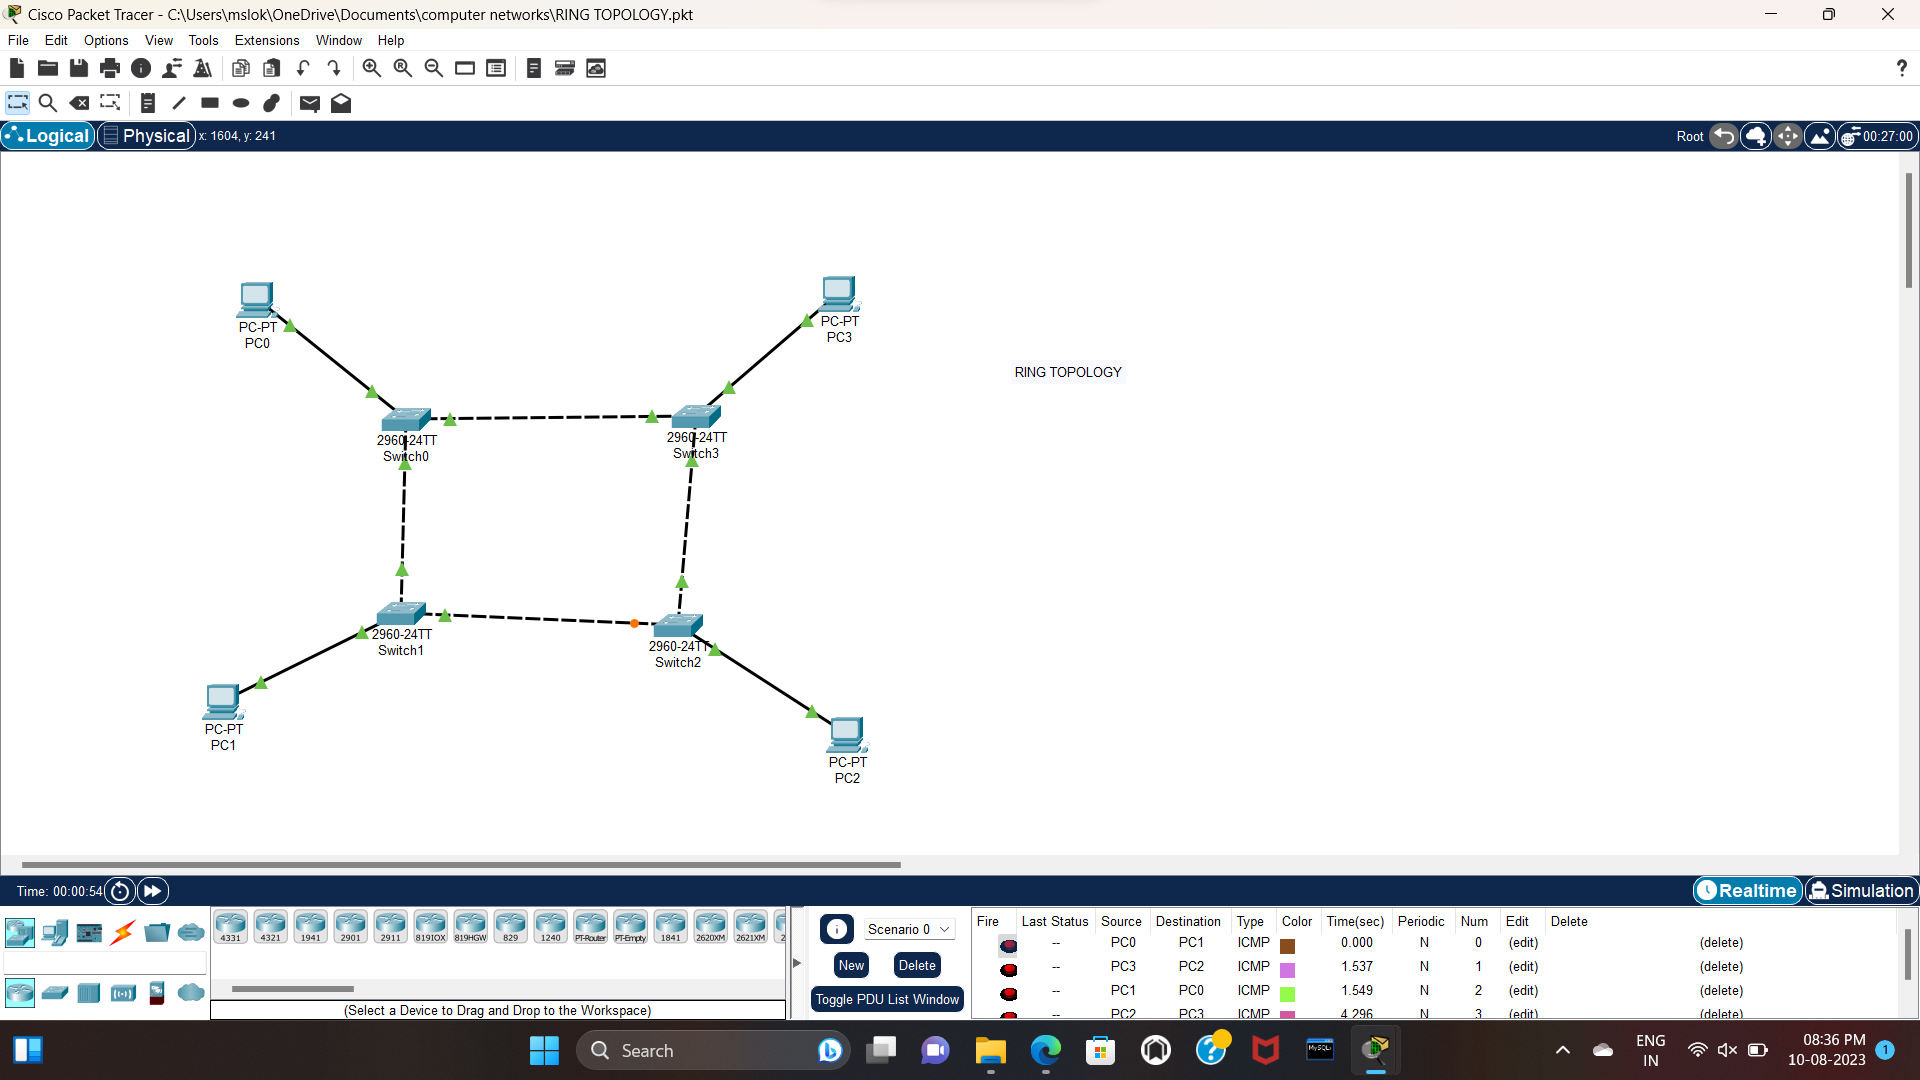 Cisco Packet Tracer - C:\Users\mslok\OneDrive\Documents\computer networks\RING TOPOLOGY.pkt
File Edit Options View Tools Extensions Window Help
?
Logical Physical x: 1604, y: 241 Root 00:27:00
PC-PT
PC0
PC-PT
PC3
RING TOPOLOGY
2960-24TT
Switch0
2960-24TT
Switch3
2960-24TT
Switch1
2960-24TT
Switch2
PC-PT
PC1
PC-PT
PC2
Time: 00:00:54 Realtime Simulation
4331 4321 1941 2901 2911 819IOX 819HGW 829 1240 PT-Router PT-Empty 1841 2620XM 2621XM 2
(Select a Device to Drag and Drop to the Workspace)
Scenario 0
New Delete
Toggle PDU List Window
Fire Last Status Source Destination Type Color Time(sec) Periodic Num Edit Delete
-- PC0 PC1 ICMP 0.000 N 0 (edit) (delete)
-- PC3 PC2 ICMP 1.537 N 1 (edit) (delete)
-- PC1 PC0 ICMP 1.549 N 2 (edit) (delete)
-- PC2 PC3 ICMP 4.296 N 3 (edit) (delete)
Search
MySQL
ENG
IN
08:36 PM
10-08-2023
1